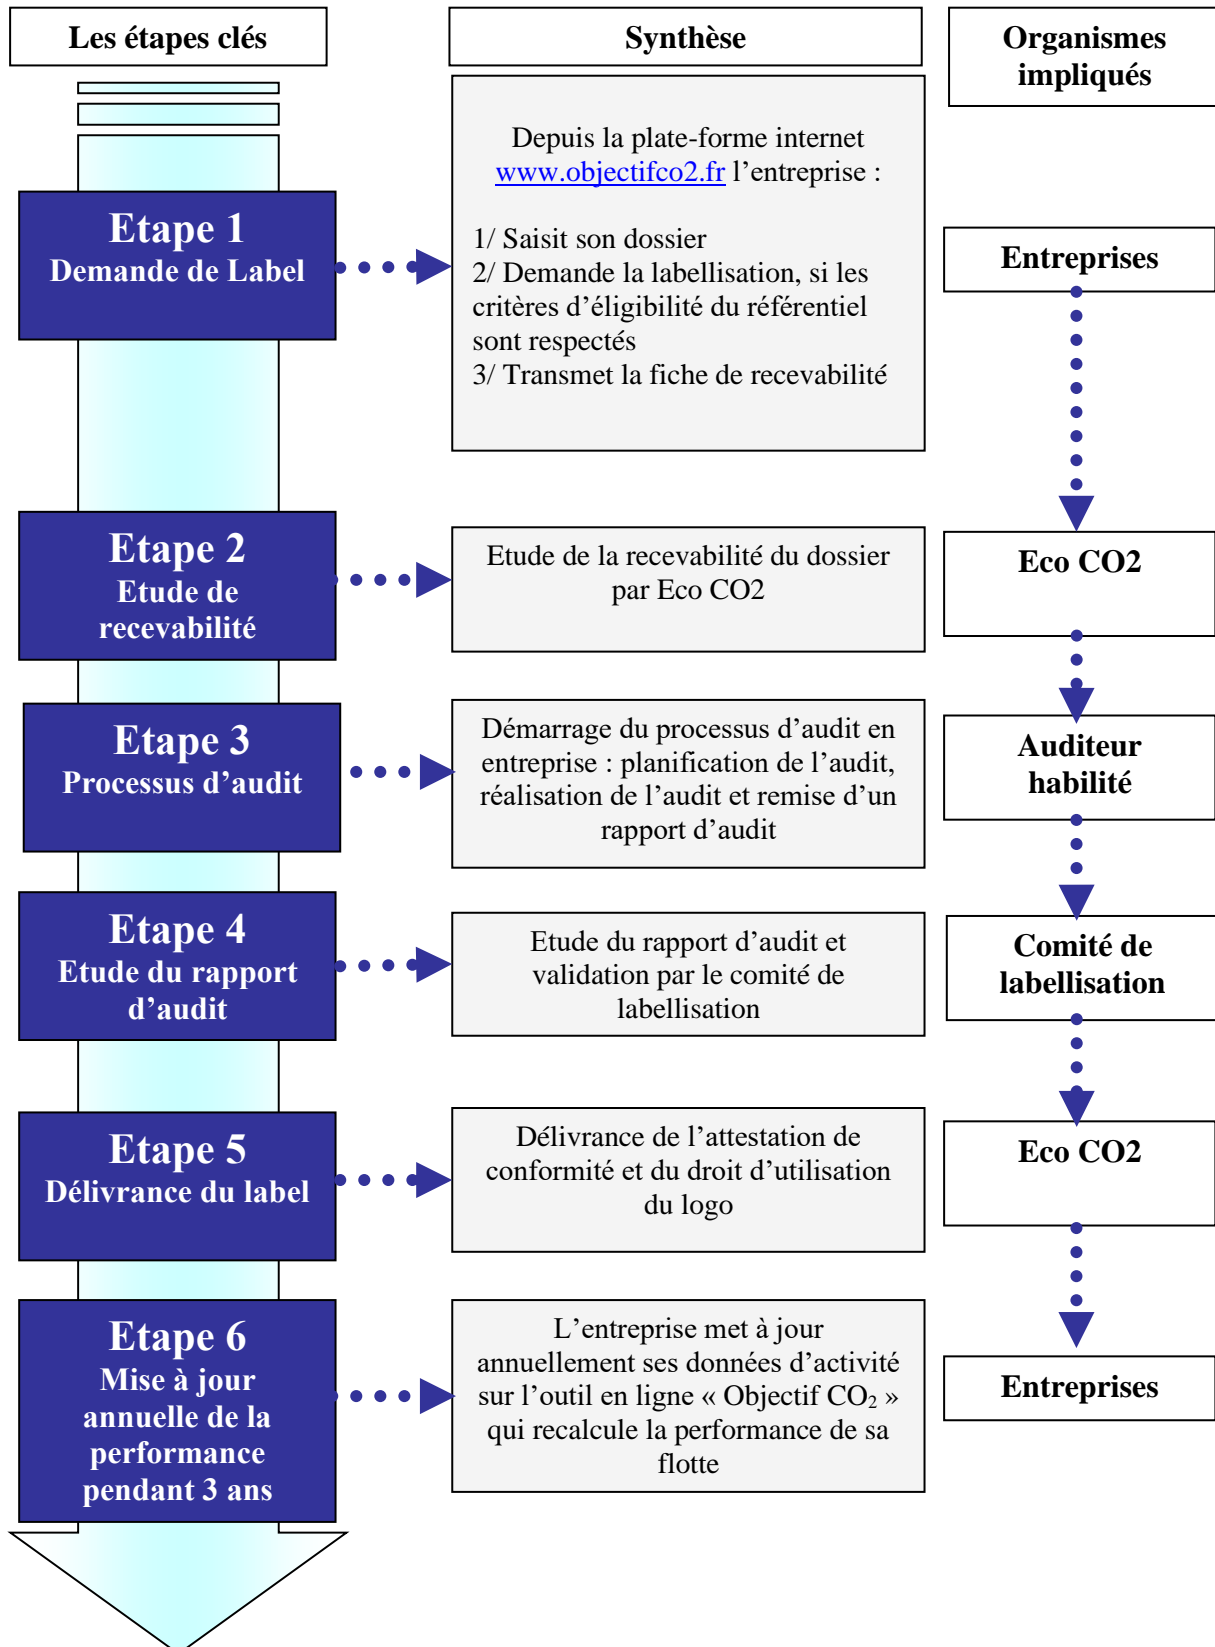 Les étapes clés
Synthèse
Organismes
impliqués
Etape 1
Demande de Label
Depuis la plate-forme internet
www.objectifco2.fr l’entreprise :
1/ Saisit son dossier
2/ Demande la labellisation, si les
critères d’éligibilité du référentiel
sont respectés
3/ Transmet la fiche de recevabilité
Entreprises
Etape 2
Etude de
recevabilité
Etude de la recevabilité du dossier
par Eco CO2
Eco CO2
Etape 3
Processus d’audit
Démarrage du processus d’audit en
entreprise : planification de l’audit,
réalisation de l’audit et remise d’un
rapport d’audit
Auditeur
habilité
Etape 4
Etude du rapport
d’audit
Etude du rapport d’audit et
validation par le comité de
labellisation
Comité de
labellisation
Etape 5
Délivrance du label
Délivrance de l’attestation de
conformité et du droit d’utilisation
du logo
Eco CO2
Etape 6
Mise à jour
annuelle de la
performance
pendant 3 ans
L’entreprise met à jour
annuellement ses données d’activité
sur l’outil en ligne « Objectif CO₂ »
qui recalcule la performance de sa
flotte
Entreprises